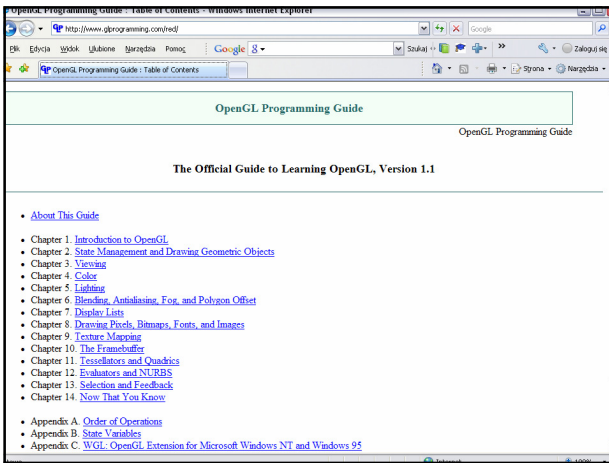 OpenGL Programming Guide : Table of Contents - Windows Internet Explorer
http://www.glprogramming.com/red/
Google
Plik Edycja Widok Ulubione Narzędzia Pomoc Google Szukaj Zaloguj się
OpenGL Programming Guide : Table of Contents Strona Narzędzia
OpenGL Programming Guide
OpenGL Programming Guide
The Official Guide to Learning OpenGL, Version 1.1
About This Guide
Chapter 1. Introduction to OpenGL
Chapter 2. State Management and Drawing Geometric Objects
Chapter 3. Viewing
Chapter 4. Color
Chapter 5. Lighting
Chapter 6. Blending, Antialiasing, Fog, and Polygon Offset
Chapter 7. Display Lists
Chapter 8. Drawing Pixels, Bitmaps, Fonts, and Images
Chapter 9. Texture Mapping
Chapter 10. The Framebuffer
Chapter 11. Tessellators and Quadrics
Chapter 12. Evaluators and NURBS
Chapter 13. Selection and Feedback
Chapter 14. Now That You Know
Appendix A. Order of Operations
Appendix B. State Variables
Appendix C. WGL: OpenGL Extension for Microsoft Windows NT and Windows 95